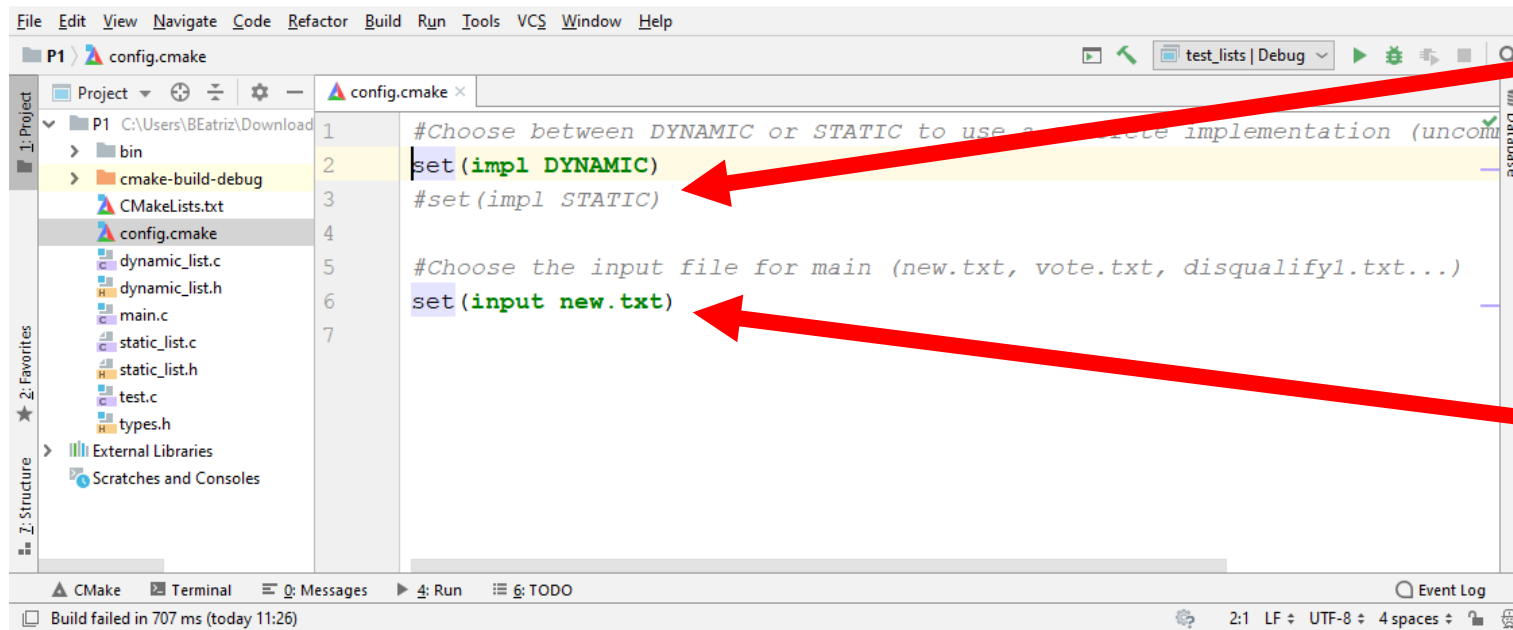 File Edit View Navigate Code Refactor Build Run Tools VCS Window Help
P1 config.cmake test_lists | Debug
1: Project
2: Favorites
7: Structure
Project
P1 C:\Users\BEatriz\Download
bin
cmake-build-debug
CMakeLists.txt
config.cmake
dynamic_list.c
dynamic_list.h
main.c
static_list.c
static_list.h
test.c
types.h
External Libraries
Scratches and Consoles
config.cmake
1 #Choose between DYNAMIC or STATIC to use implementation (uncomm
2 set(impl DYNAMIC)
3 #set(impl STATIC)
4
5 #Choose the input file for main (new.txt, vote.txt, disqualify1.txt...)
6 set(input new.txt)
7
Database
CMake Terminal 0: Messages 4: Run 6: TODO Event Log
Build failed in 707 ms (today 11:26) 2:1 LF UTF-8 4 spaces